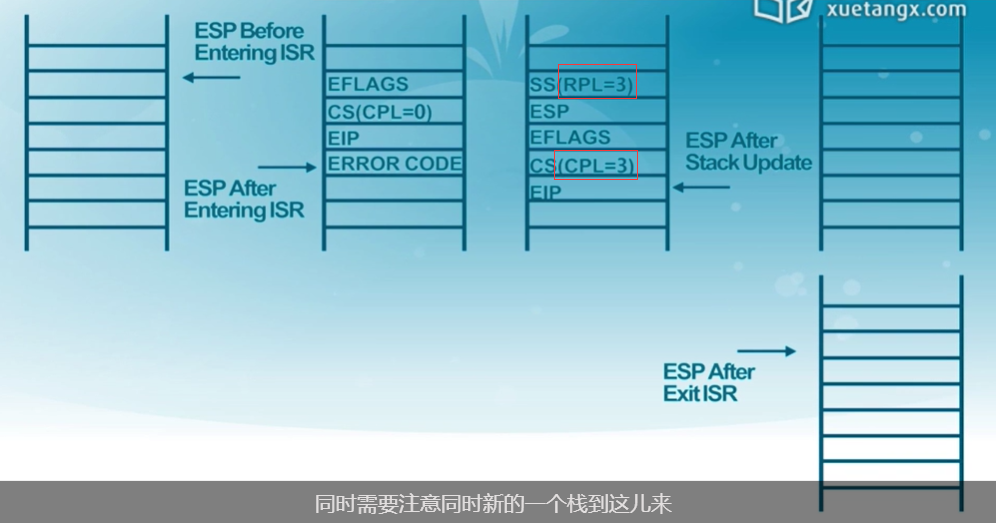 xuetangx.com
ESP Before
Entering ISR
EFLAGS
CS(CPL=0)
EIP
ERROR CODE
ESP After
Entering ISR
SS(RPL=3)
ESP
EFLAGS
CS(CPL=3)
EIP
ESP After
Stack Update
ESP After
Exit ISR
同时需要注意同时新的一个栈到这儿来